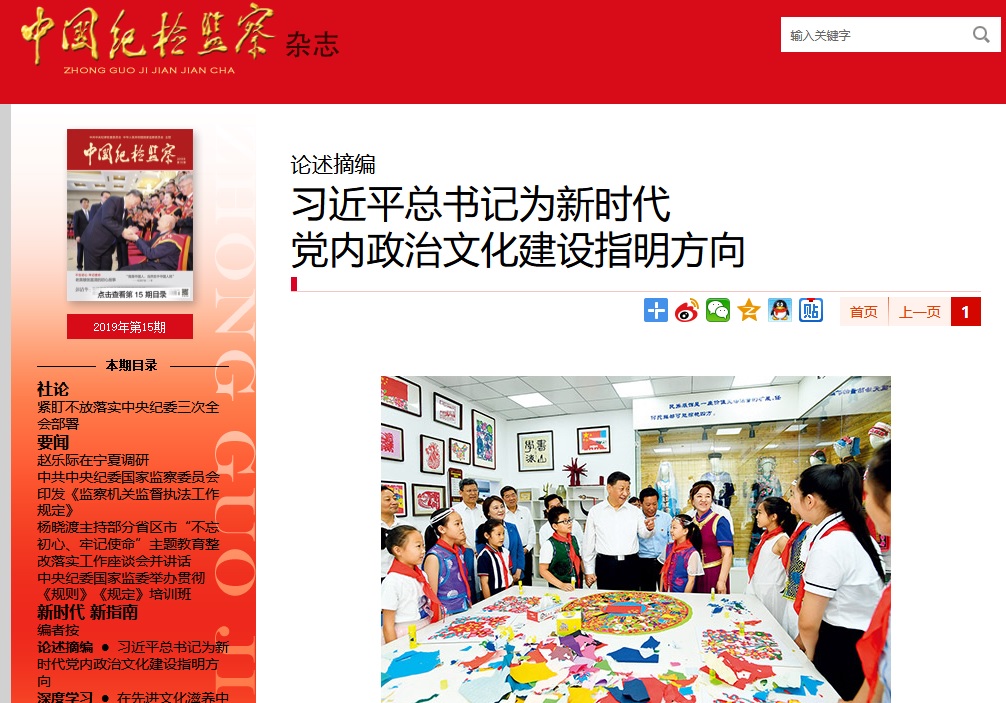 中国纪检监察 杂志
ZHONG GUO JI JIAN JIAN CHA
输入关键字
中国纪检监察
点击查看第 15 期目录
2019年第15期
本期目录
社论
紧盯不放落实中央纪委三次全
会部署
要闻
赵乐际在宁夏调研
中共中央纪委国家监察委员会
印发《监察机关监督执法工作
规定》
杨晓渡主持部分省区市“不忘
初心、牢记使命”主题教育整
改落实工作座谈会并讲话
中央纪委国家监委举办贯彻
《规则》《规定》培训班
新时代 新指南
编者按
论述摘编 ● 习近平总书记为新
时代党内政治文化建设指明方
向
深度学习 ● 在先进文化滋养中
ZHONG GUO JI
论述摘编
习近平总书记为新时代
党内政治文化建设指明方向
贴
首页 上一页 1